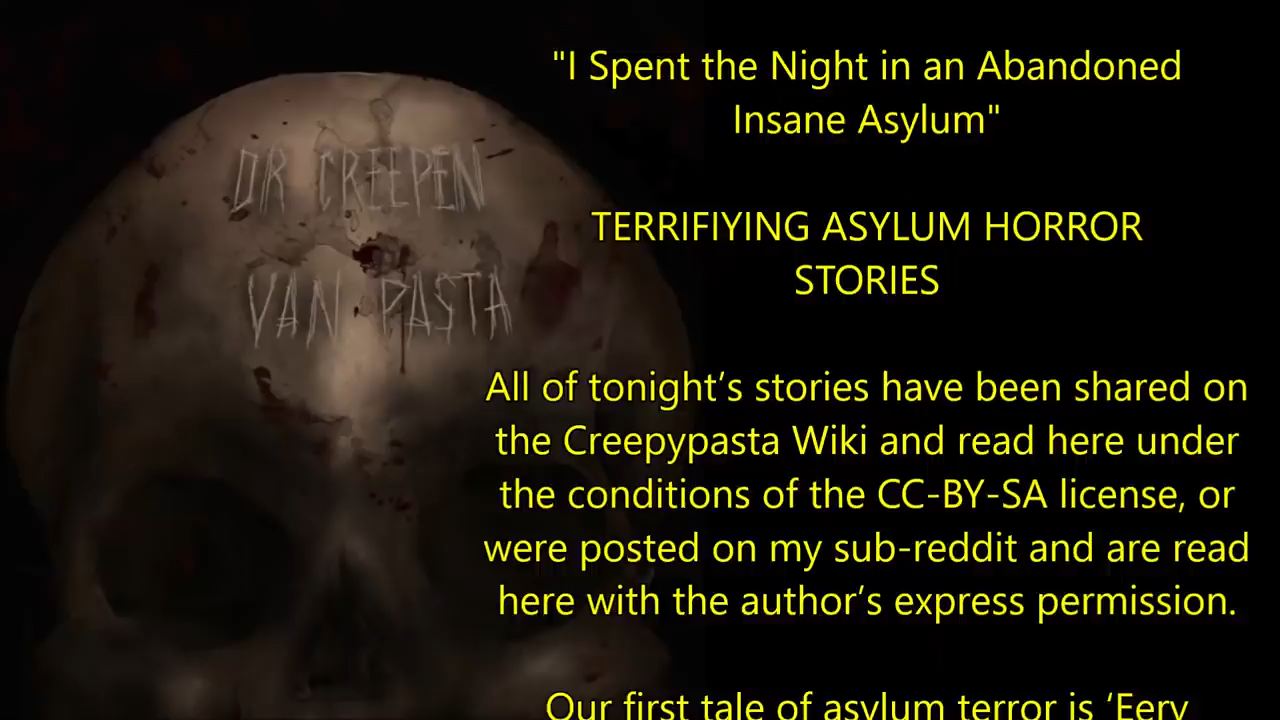 DR CREEPEN
VAN PASTA
"I Spent the Night in an Abandoned
Insane Asylum"
TERRIFIYING ASYLUM HORROR
STORIES
All of tonight’s stories have been shared on
the Creepypasta Wiki and read here under
the conditions of the CC-BY-SA license, or
were posted on my sub-reddit and are read
here with the author’s express permission.
Our first tale of asylum terror is ‘Eery